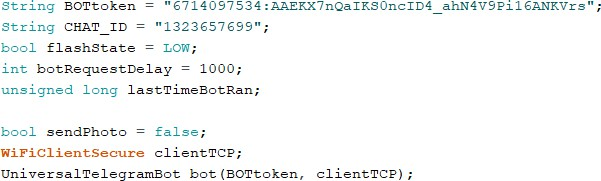 String BOTtoken = "6714097534:AAEKX7nQaIKS0ncID4_ahN4V9Pi16ANKVrs";
String CHAT_ID = "1323657699";
bool flashState = LOW;
int botRequestDelay = 1000;
unsigned long lastTimeBotRan;
bool sendPhoto = false;
WiFiClientSecure clientTCP;
UniversalTelegramBot bot(BOTtoken, clientTCP);